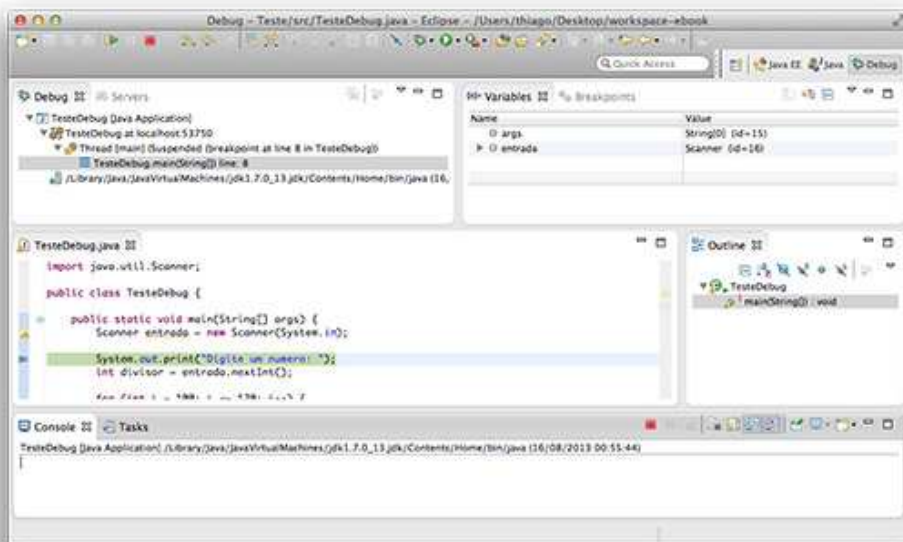 Debug - Teste/src/TesteDebug.java - Eclipse - /Users/thiago/Desktop/workspace-ebook
Quick Access
Java EE
Java
Debug
Debug
Servers
TesteDebug [Java Application]
TesteDebug at localhost:53750
Thread [main] (Suspended (breakpoint at line 8 in TesteDebug))
TesteDebug.main(String[]) line: 8
/Library/Java/JavaVirtualMachines/jdk1.7.0_13.jdk/Contents/Home/bin/java (16,
Variables
Breakpoints
Name
Value
args
String[0] (id=15)
entrada
Scanner (id=16)
TesteDebug.java
import java.util.Scanner;
public class TesteDebug {
public static void main(String[] args) {
Scanner entrada = new Scanner(System.in);
System.out.print("Digite um numero: ");
int divisor = entrada.nextInt();
Outline
TesteDebug
main(String[]) : void
Console
Tasks
TesteDebug [Java Application] /Library/Java/JavaVirtualMachines/jdk1.7.0_13.jdk/Contents/Home/bin/java (16/08/2013 00:55:44)